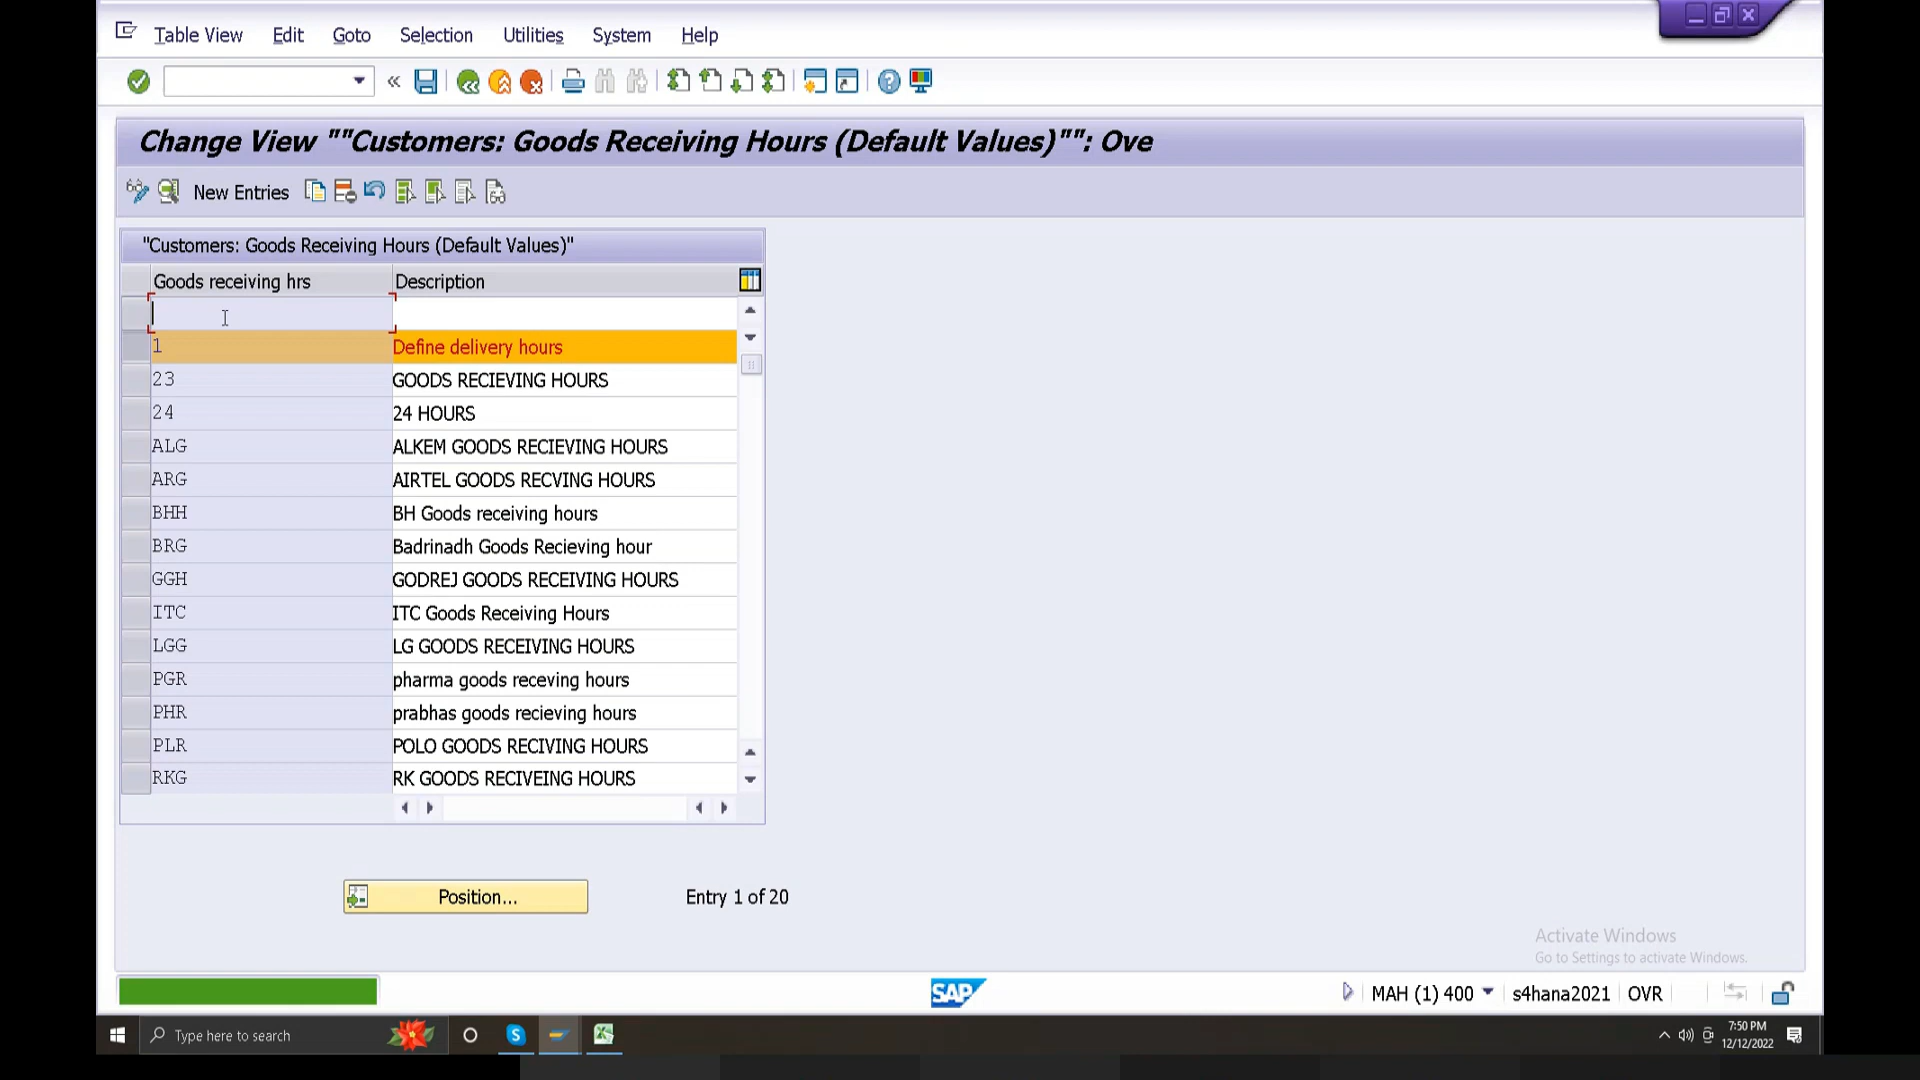 Table View Edit Goto Selection Utilities System Help
Change View ""Customers: Goods Receiving Hours (Default Values)"": Ove
New Entries
"Customers: Goods Receiving Hours (Default Values)"
Goods receiving hrs Description
1 Define delivery hours
23 GOODS RECIEVING HOURS
24 24 HOURS
ALG ALKEM GOODS RECIEVING HOURS
ARG AIRTEL GOODS RECVING HOURS
BHH BH Goods receiving hours
BRG Badrinadh Goods Recieving hour
GGH GODREJ GOODS RECEIVING HOURS
ITC ITC Goods Receiving Hours
LGG LG GOODS RECEIVING HOURS
PGR pharma goods receving hours
PHR prabhas goods recieving hours
PLR POLO GOODS RECIVING HOURS
RKG RK GOODS RECIVEING HOURS
Position... Entry 1 of 20
Activate Windows
Go to Settings to activate Windows.
SAP MAH (1) 400 s4hana2021 OVR
Type here to search
7:50 PM
12/12/2022